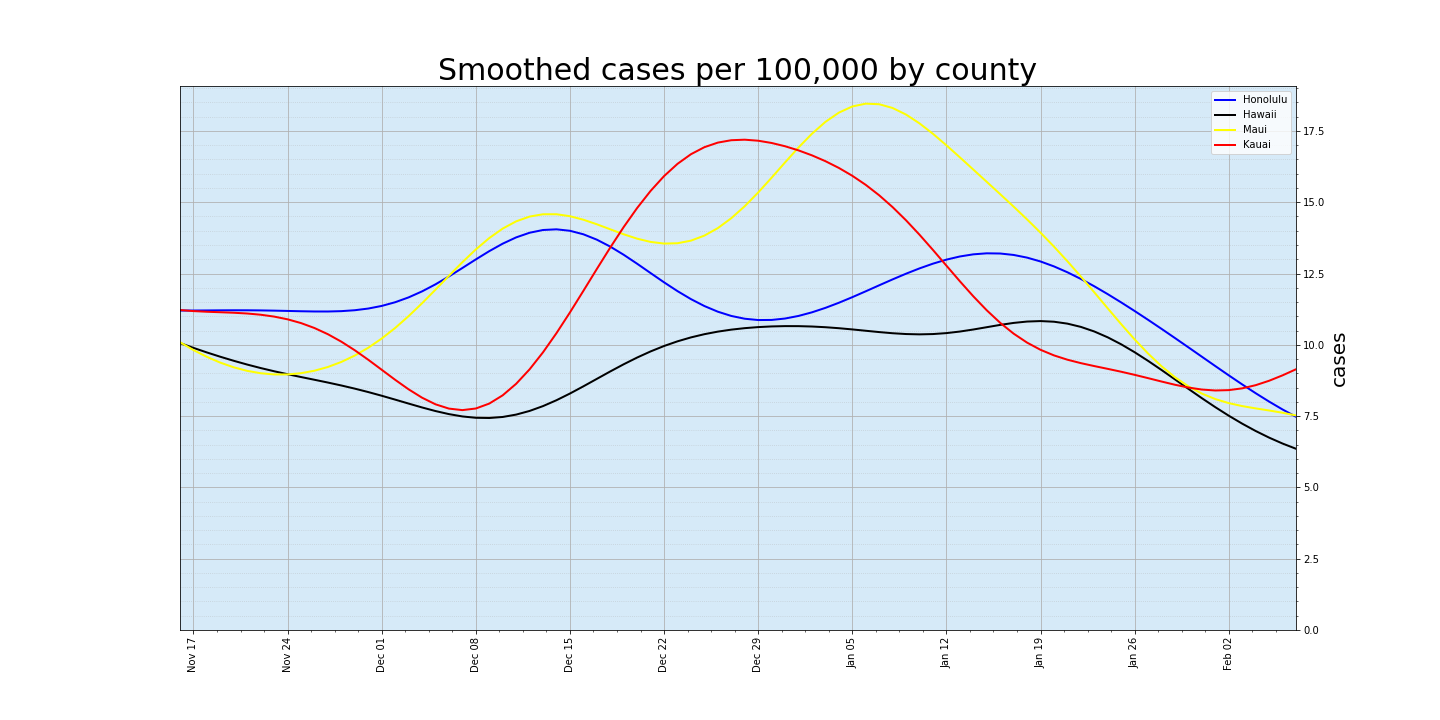 Smoothed cases per 100,000 by county
Honolulu
Hawaii
Maui
Kauai
17.5
15.0
12.5
10.0
7.5
5.0
2.5
0.0
cases
Nov 17
Nov 24
Dec 01
Dec 08
Dec 15
Dec 22
Dec 29
Jan 05
Jan 12
Jan 19
Jan 26
Feb 02